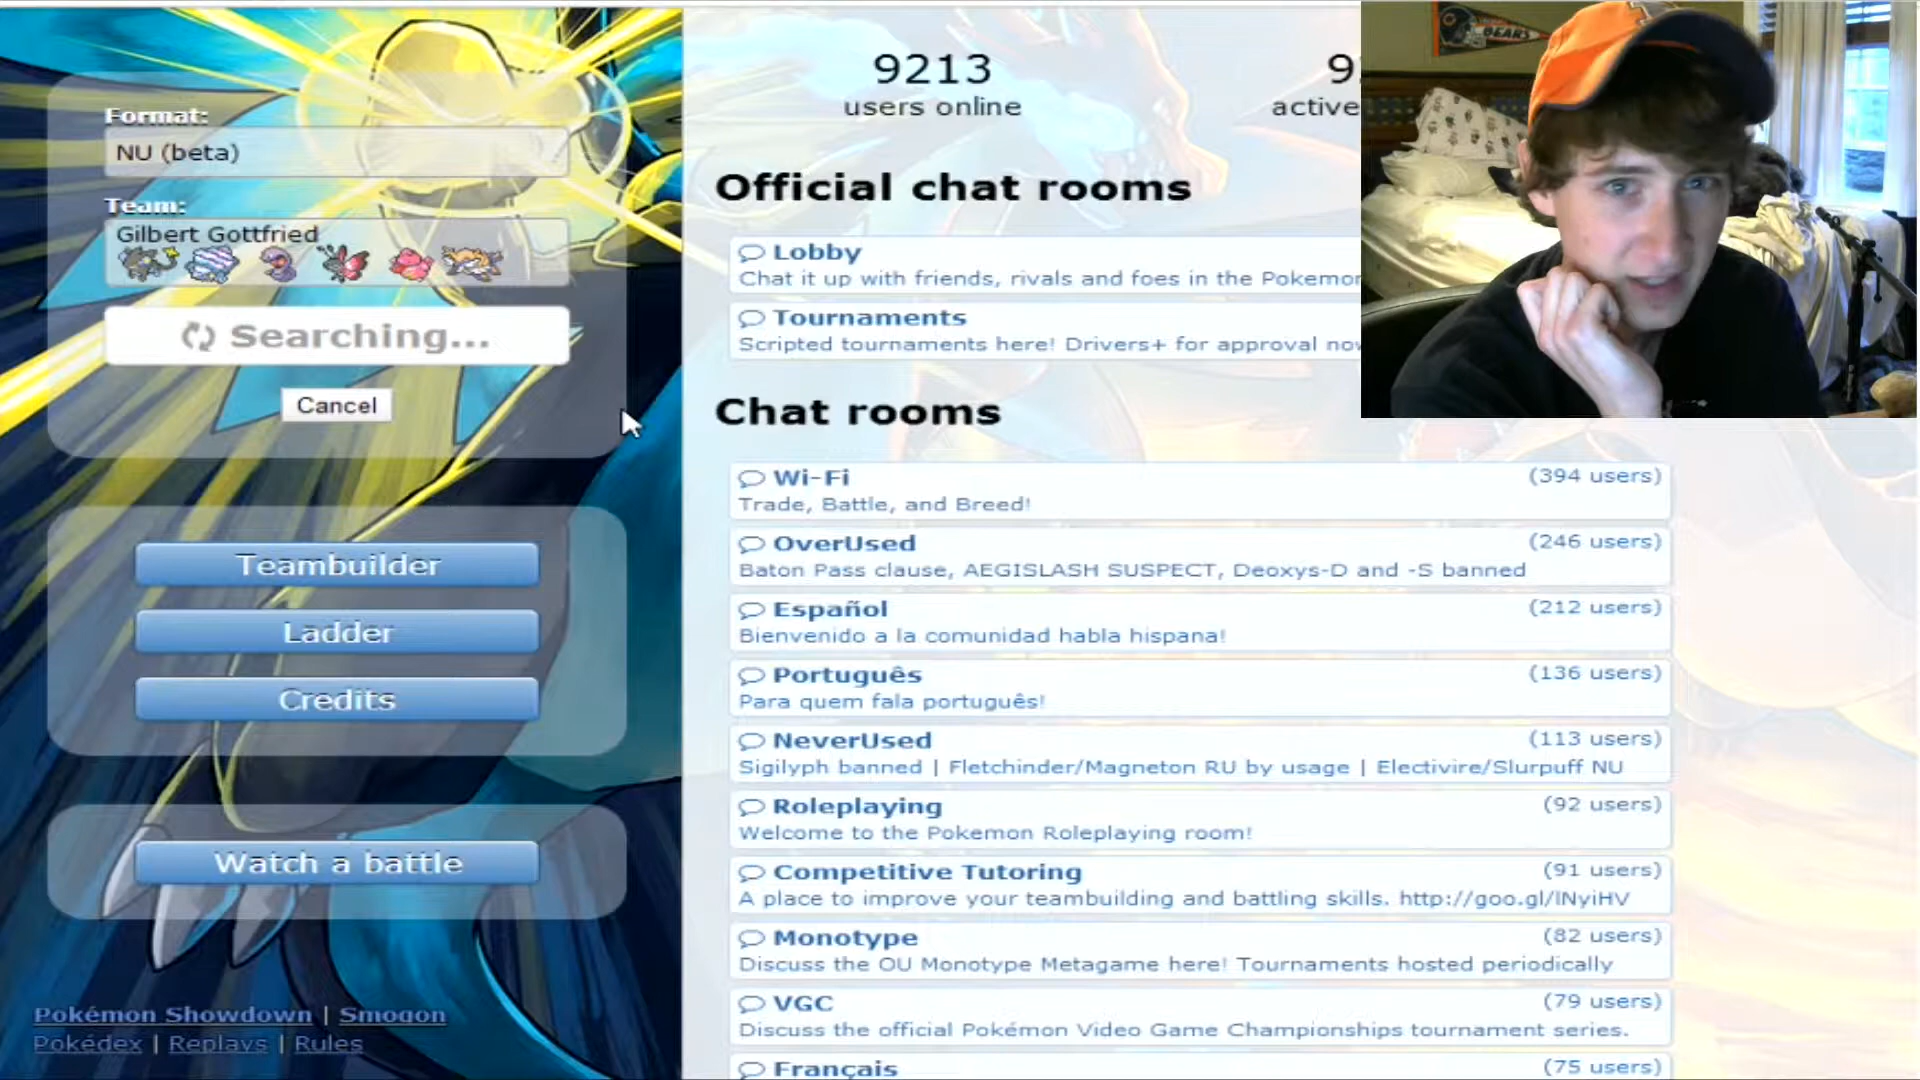 Format:
NU (beta)
Team:
Gilbert Gottfried
Searching...
Cancel
Teambuilder
Ladder
Credits
Watch a battle
Pokémon Showdown | Smogon
Pokédex | Replays | Rules
9213
users online
9
active
Official chat rooms
Lobby
Chat it up with friends, rivals and foes in the Pokemon
Tournaments
Scripted tournaments here! Drivers+ for approval now
Chat rooms
Wi-Fi (394 users)
Trade, Battle, and Breed!
OverUsed (246 users)
Baton Pass clause, AEGISLASH SUSPECT, Deoxys-D and -S banned
Español (212 users)
Bienvenido a la comunidad habla hispana!
Português (136 users)
Para quem fala português!
NeverUsed (113 users)
Sigilyph banned | Fletchinder/Magneton RU by usage | Electivire/Slurpuff NU
Roleplaying (92 users)
Welcome to the Pokemon Roleplaying room!
Competitive Tutoring (91 users)
A place to improve your teambuilding and battling skills. http://goo.gl/lNyiHV
Monotype (82 users)
Discuss the OU Monotype Metagame here! Tournaments hosted periodically
VGC (79 users)
Discuss the official Pokémon Video Game Championships tournament series.
Français (75 users)
BEARS